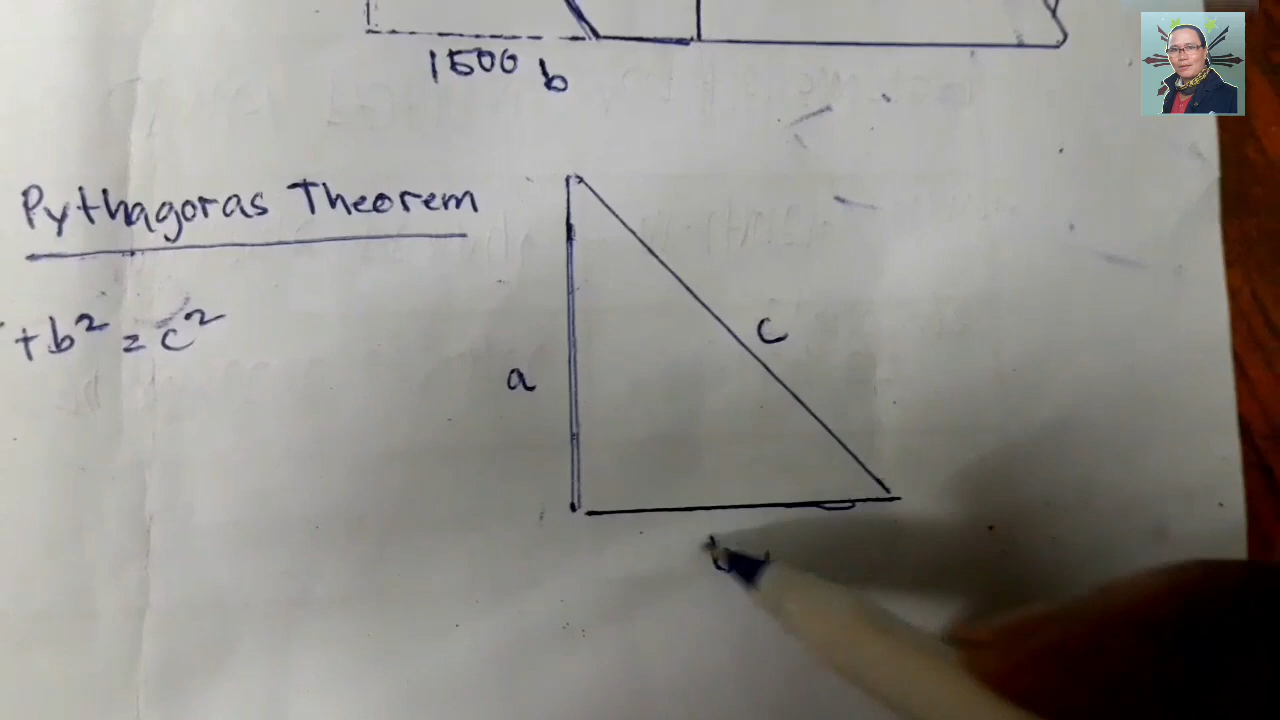 1500 b
Pythagoras Theorem
+ b² = c²
c
a